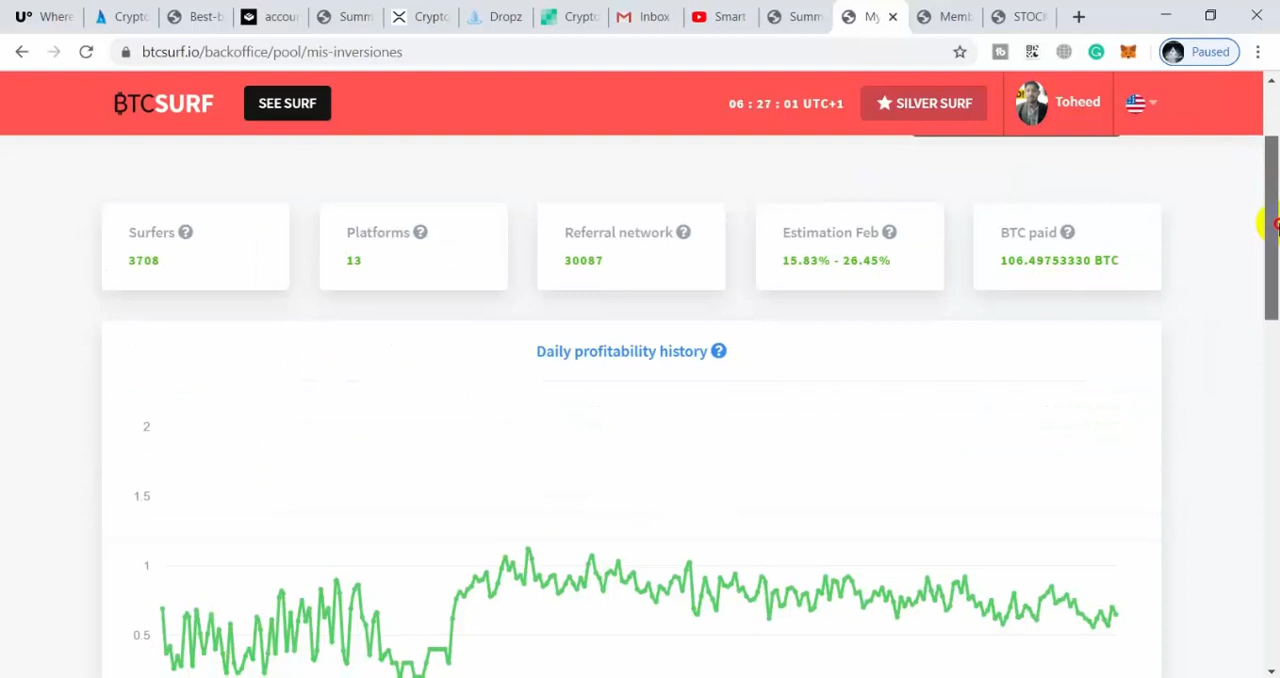 Where
Crypto
Best-b
accou
Summ
Crypto
Dropz
Crypto
Inbox
Smart
Summ
My
Memb
STOCK
btcsurf.io/backoffice/pool/mis-inversiones
Paused
BTCSURF
SEE SURF
06 : 27 : 01 UTC+1
SILVER SURF
Toheed
Surfers
3708
Platforms
13
Referral network
30087
Estimation Feb
15.83% - 26.45%
BTC paid
106.49753330 BTC
Daily profitability history
2
1.5
1
0.5